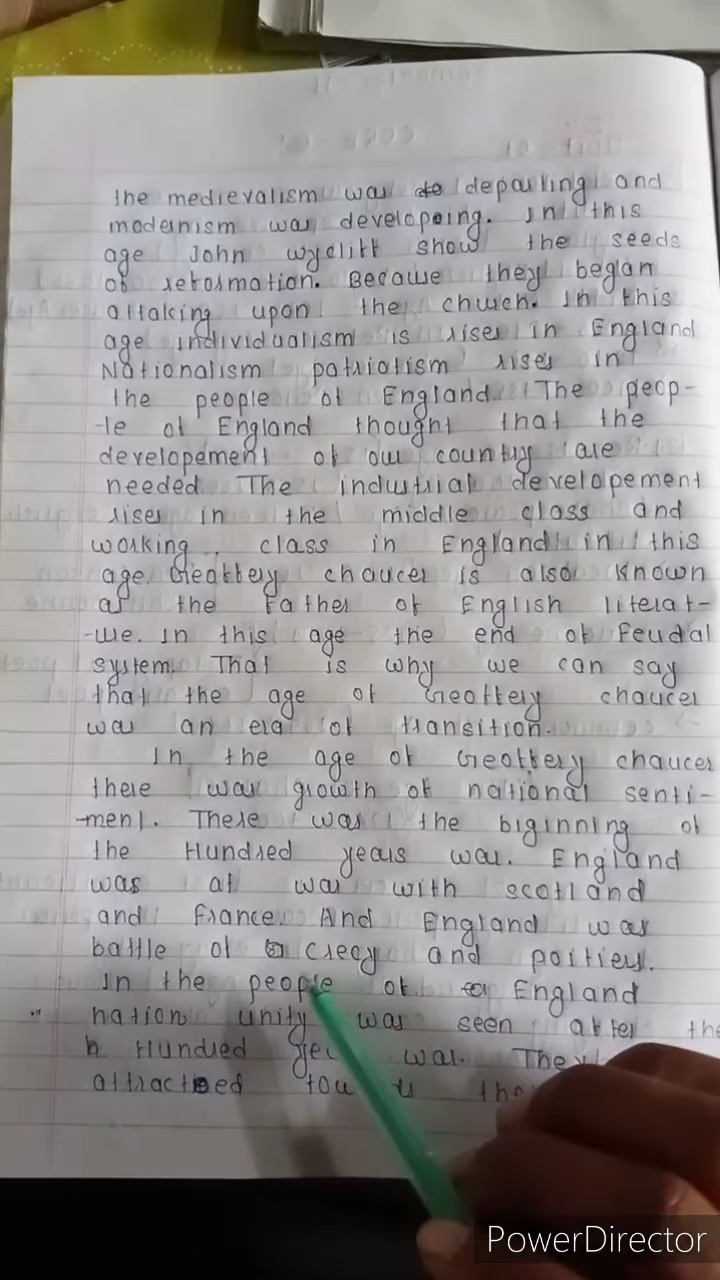 the medievalism was departing and
modernism was developeing. In this
age John wycliff show the seeds
of reformation. Because they began
attaking upon the church. In this
age individualism is rises in England
Nationalism patriotism rises in
the people of England. The peop-
-le of England thought that the
developement of our country are
needed The industrial developement
rises in the middle class and
working class in England in this
age Geoffery chaucer is also known
as the Father of English literat-
-ure. In this age the end of Feudal
system. That is why we can say
that the age of Geoffery chaucer
was an era of transition.
In the age of Geoffery chaucer
there was growth of national senti-
-ment. There was the biginning of
the Hundred years war. England
was at war with scotland
and France. And England war
battle of crecy and poitiers.
In the people of England
nation unity was seen after the
Hundred war. The
attracted the
PowerDirector